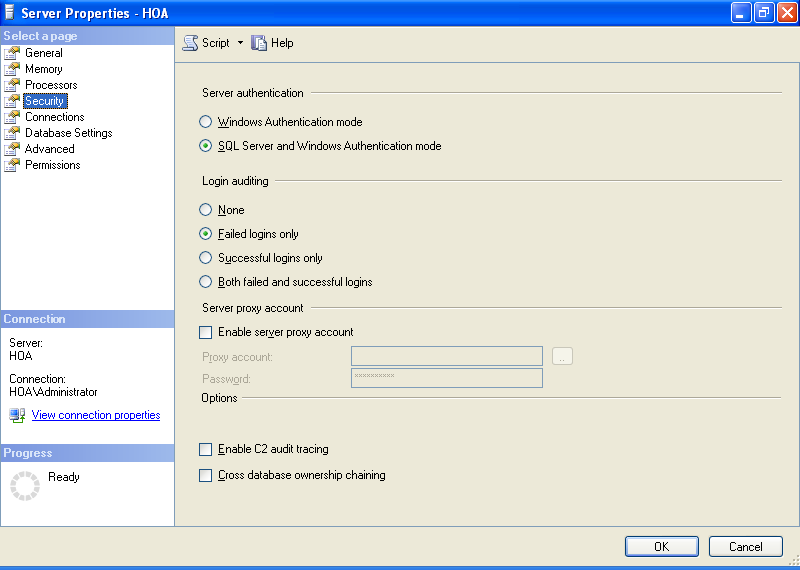 Server Properties - HOA
Select a page
General
Memory
Processors
Security
Connections
Database Settings
Advanced
Permissions
Connection
Server:
HOA
Connection:
HOA\Administrator
View connection properties
Progress
Ready
Script
Help
Server authentication
Windows Authentication mode
SQL Server and Windows Authentication mode
Login auditing
None
Failed logins only
Successful logins only
Both failed and successful logins
Server proxy account
Enable server proxy account
Proxy account:
..
Password:
**********
Options
Enable C2 audit tracing
Cross database ownership chaining
OK
Cancel